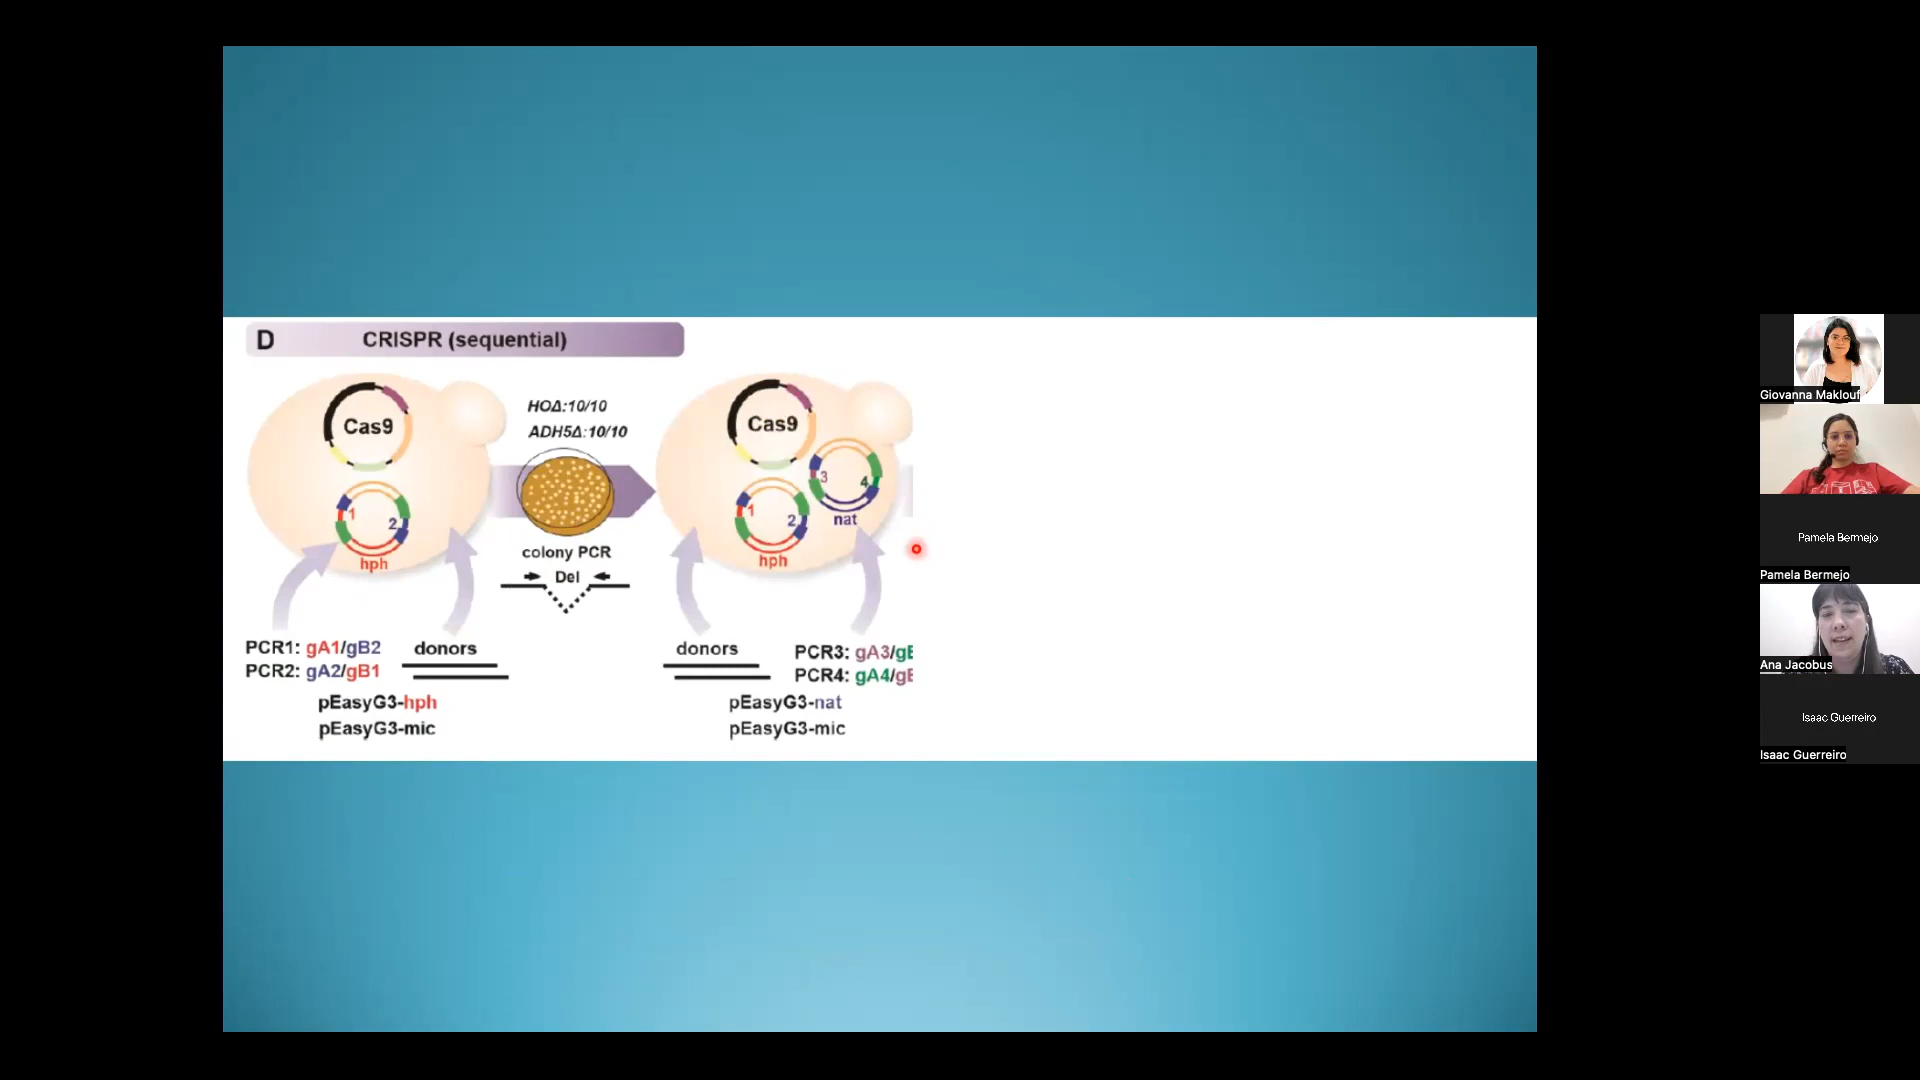 D
CRISPR (sequential)
Cas9
1
2
hph
HOΔ:10/10
ADH5Δ:10/10
colony PCR
Del
Cas9
1
2
hph
3
4
nat
PCR1: gA1/gB2
PCR2: gA2/gB1
donors
pEasyG3-hph
pEasyG3-mic
donors
PCR3: gA3/g
PCR4: gA4/g
pEasyG3-nat
pEasyG3-mic
Giovanna Maklouf
Pamela Bermejo
Pamela Bermejo
Ana Jacobus
Isaac Guerreiro
Isaac Guerreiro